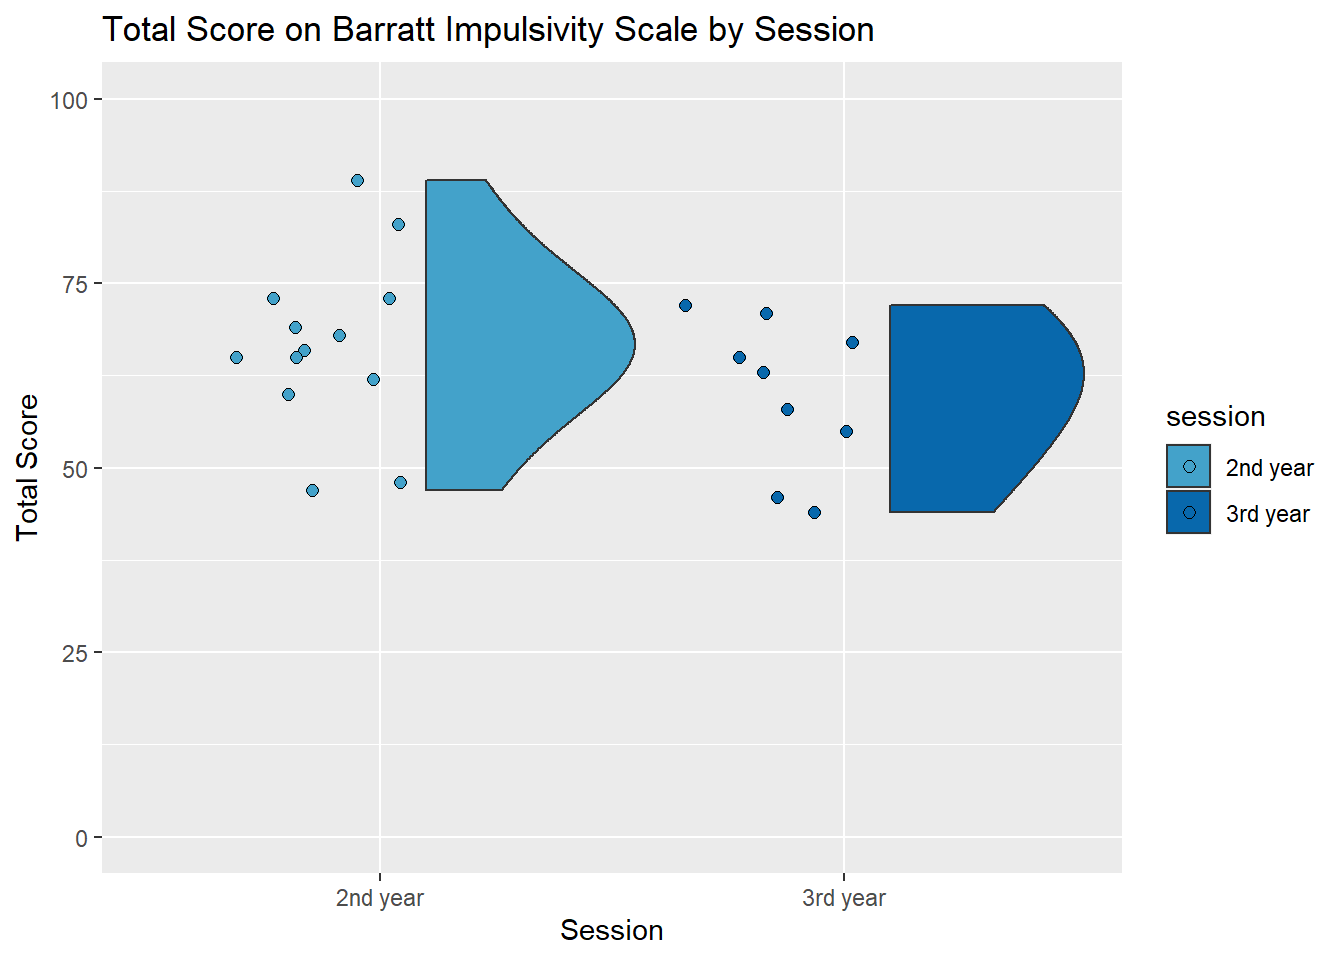 Total Score on Barratt Impulsivity Scale by Session
100
75
50
25
0
Total Score
2nd year
3rd year
Session
session
2nd year
3rd year